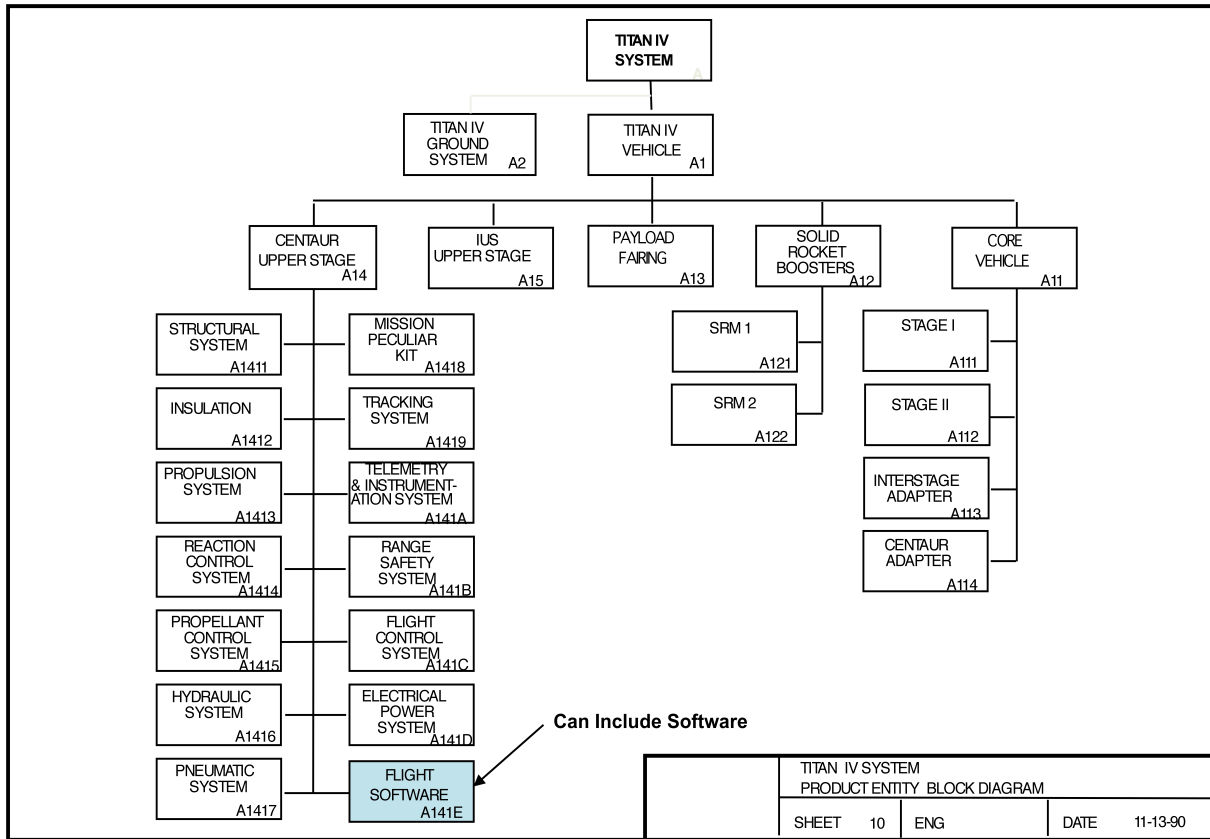 TITAN IV
SYSTEM
A
TITAN IV
GROUND
SYSTEM A2
TITAN IV
VEHICLE
A1
CENTAUR
UPPER STAGE
A14
IUS
UPPER STAGE
A15
PAYLOAD
FAIRING
A13
SOLID
ROCKET
BOOSTERS
A12
CORE
VEHICLE
A11
STRUCTURAL
SYSTEM
A1411
MISSION
PECULIAR
KIT
A1418
SRM 1
A121
STAGE I
A111
INSULATION
A1412
TRACKING
SYSTEM
A1419
SRM 2
A122
STAGE II
A112
PROPULSION
SYSTEM
A1413
TELEMETRY
& INSTRUMENT-
ATION SYSTEM
A141A
INTERSTAGE
ADAPTER
A113
REACTION
CONTROL
SYSTEM
A1414
RANGE
SAFETY
SYSTEM
A141B
CENTAUR
ADAPTER
A114
PROPELLANT
CONTROL
SYSTEM
A1415
FLIGHT
CONTROL
SYSTEM
A141C
HYDRAULIC
SYSTEM
A1416
ELECTRICAL
POWER
SYSTEM
A141D
Can Include Software
PNEUMATIC
SYSTEM
A1417
FLIGHT
SOFTWARE
A141E
TITAN IV SYSTEM
PRODUCT ENTITY BLOCK DIAGRAM
SHEET 10 ENG DATE 11-13-90